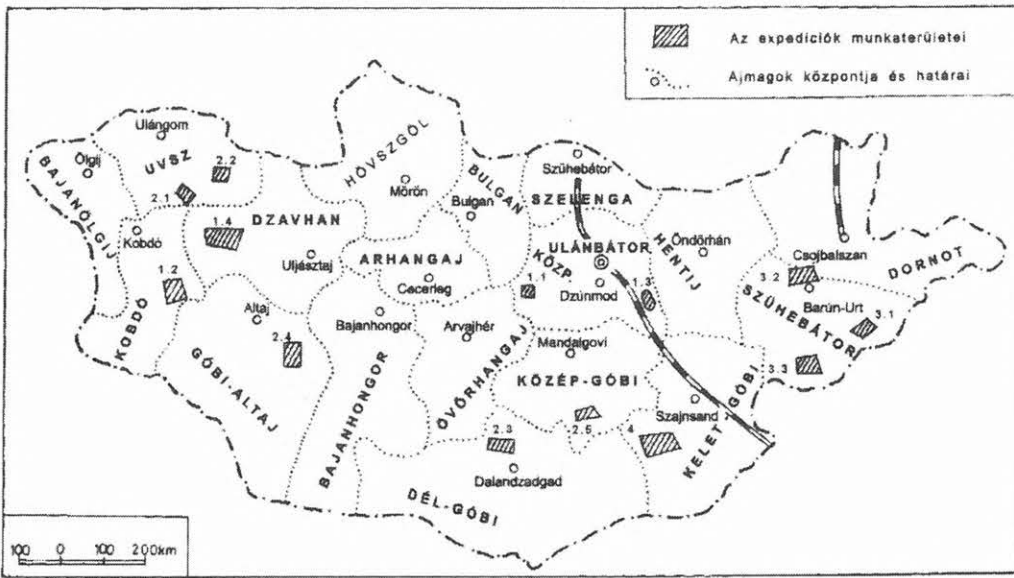 Az expedíciók munkaterületei
Ajmagok központja és határai
Ulángom
Ölgij
UVSZ
2.2
BAJANÖLGIJ
2.1
HÖVSZGÖL
Mörön
BULGAN
Bulgan
Szühebátor
SZELENGA
Kobdó
1.4
DZAVHAN
Uljásztaj
ARHANGAJ
Cecerleg
KÖZP
ULÁNBÁTOR
Dzúnmod
1.1
1.3
HENTIJ
Öndörhán
Csojbalszan
DORNOT
3.2
Barún-Urt
SZÜHEBÁTOR
3.1
3.3
1.2
KOBDÓ
Altaj
2.4
GÓBI-ALTAJ
Bajanhongor
BAJANHONGOR
Arvajhér
ÖVÖRHANGAJ
Mandalgovi
KÖZÉP-GÓBI
2.5
2.3
Dalandzadgad
DÉL-GÓBI
4
Szajnsand
KELET-GÓBI
100 0 100 200km